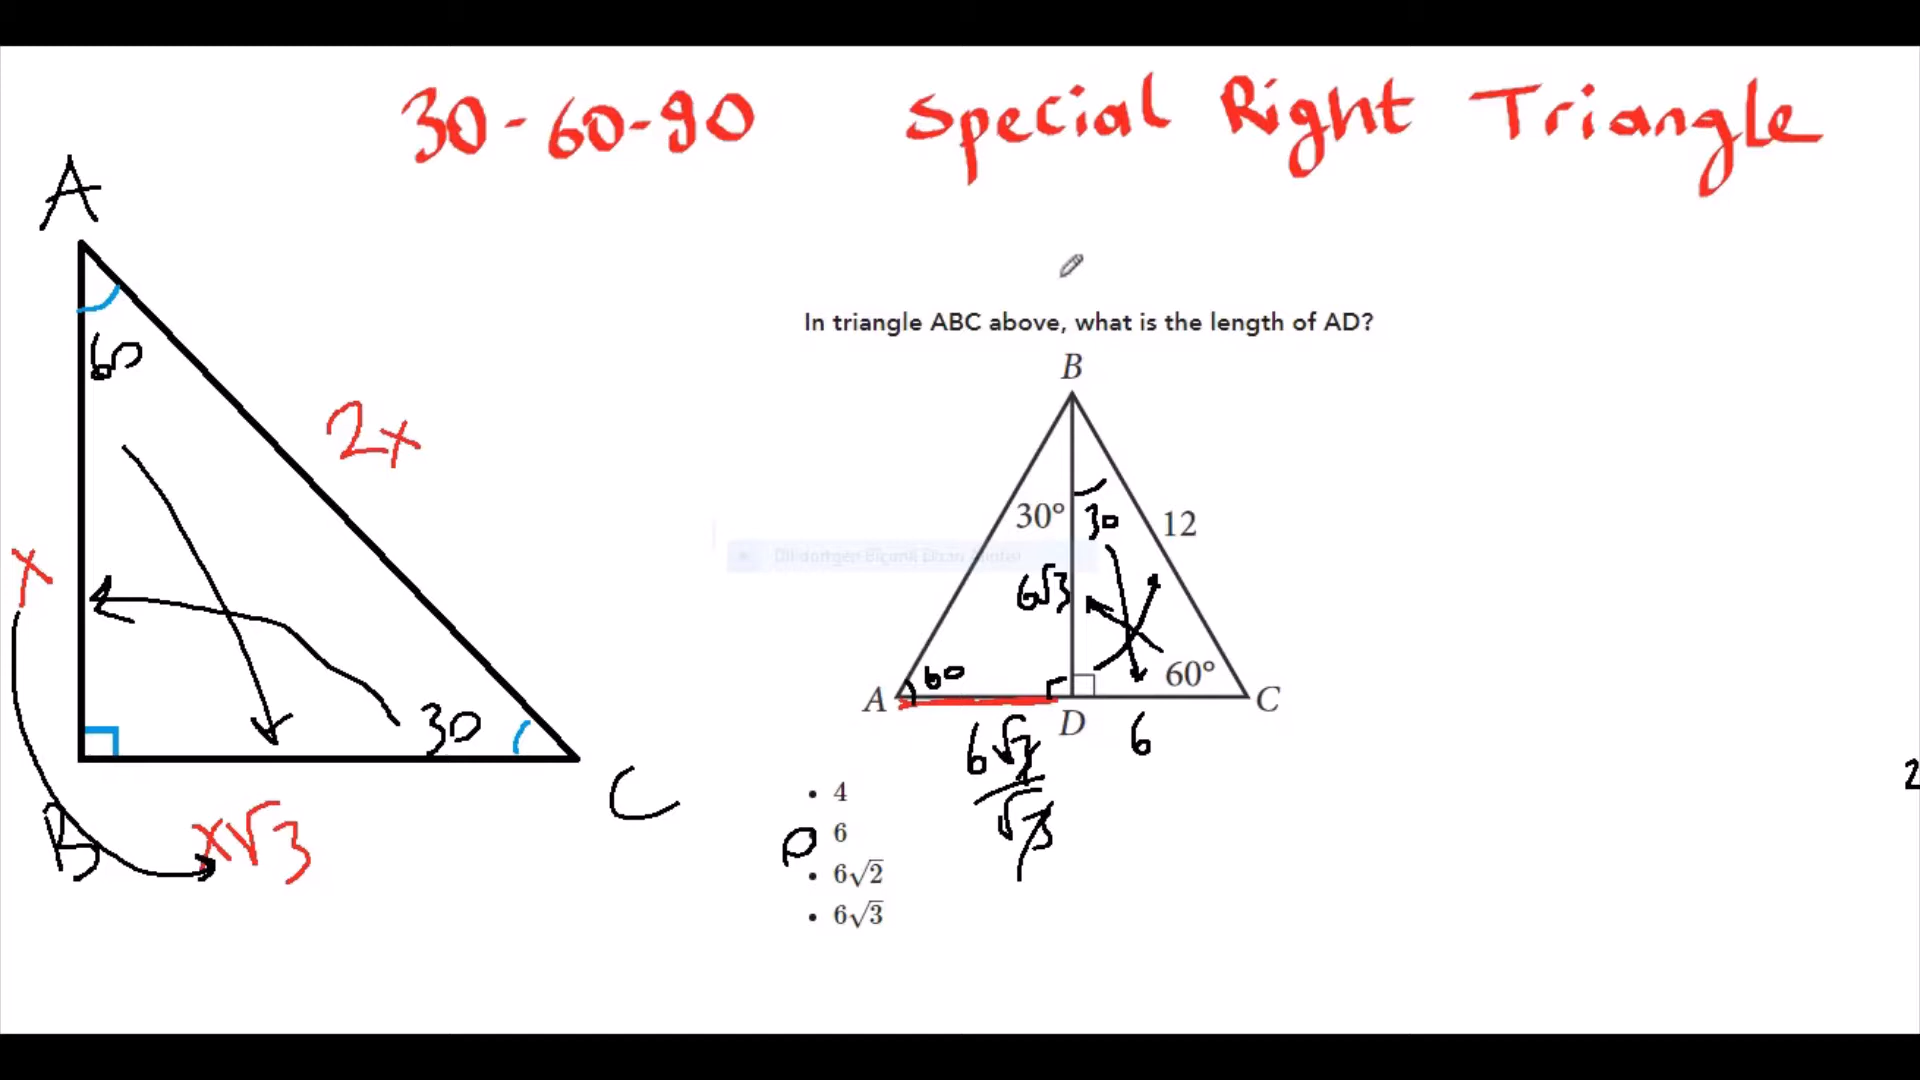 30-60-90 Special Right Triangle
A
60
2x
x
30
C
B
x√3
In triangle ABC above, what is the length of AD?
B
30° 30 12
6√3
A 60 60° C
D
6√3 6
√3
• 4
6
• 6√2
• 6√3
2